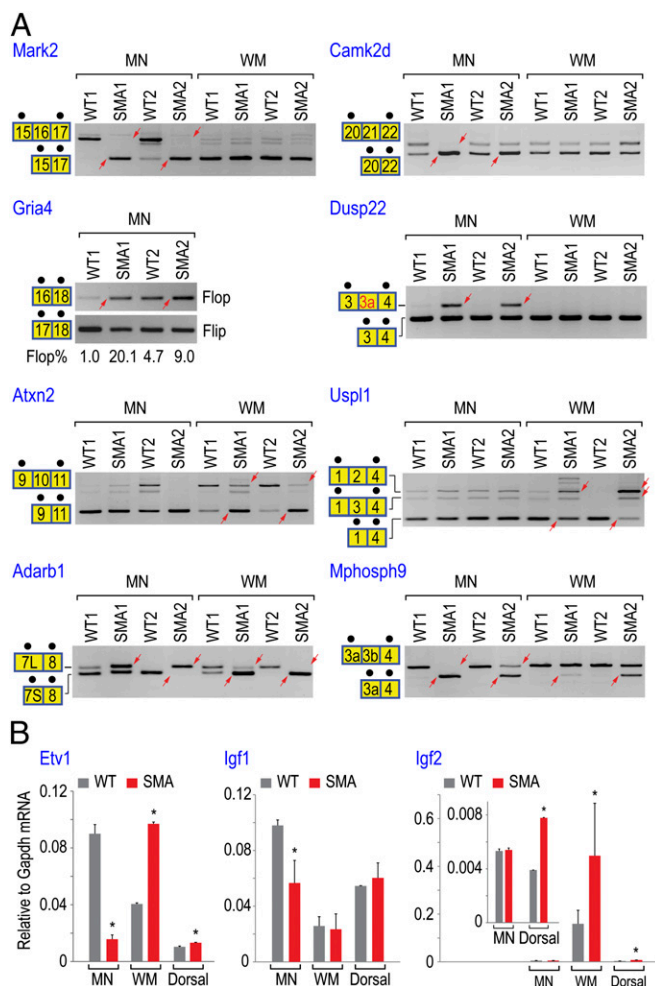 A
Mark2
MN WM
WT1 SMA1 WT2 SMA2 WT1 SMA1 WT2 SMA2
15 16 17
15 17
Camk2d
MN WM
WT1 SMA1 WT2 SMA2 WT1 SMA1 WT2 SMA2
20 21 22
20 22
Gria4
MN
WT1 SMA1 WT2 SMA2
16 18 Flop
17 18 Flip
Flop% 1.0 20.1 4.7 9.0
Dusp22
MN WM
WT1 SMA1 WT2 SMA2 WT1 SMA1 WT2 SMA2
3 3a 4
3 4
Atxn2
MN WM
WT1 SMA1 WT2 SMA2 WT1 SMA1 WT2 SMA2
9 10 11
9 11
Uspl1
MN WM
WT1 SMA1 WT2 SMA2 WT1 SMA1 WT2 SMA2
1 2 4
1 3 4
1 4
Adarb1
MN WM
WT1 SMA1 WT2 SMA2 WT1 SMA1 WT2 SMA2
7L 8
7S 8
Mphosph9
MN WM
WT1 SMA1 WT2 SMA2 WT1 SMA1 WT2 SMA2
3a 3b 4
3a 4
B
Etv1
WT SMA
Relative to Gapdh mRNA
0.12
0.08
0.04
0
* * *
MN WM Dorsal
Igf1
WT SMA
0.12
0.08
0.04
0
*
MN WM Dorsal
Igf2
WT SMA
0.6
0.4
0.2
0
0.008
0.004
0
*
MN Dorsal
* *
MN WM Dorsal